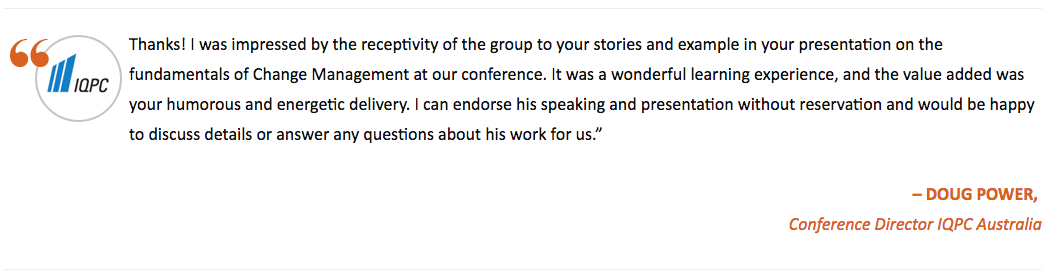 “
IQPC
Thanks! I was impressed by the receptivity of the group to your stories and example in your presentation on the
fundamentals of Change Management at our conference. It was a wonderful learning experience, and the value added was
your humorous and energetic delivery. I can endorse his speaking and presentation without reservation and would be happy
to discuss details or answer any questions about his work for us.”
– DOUG POWER,
Conference Director IQPC Australia